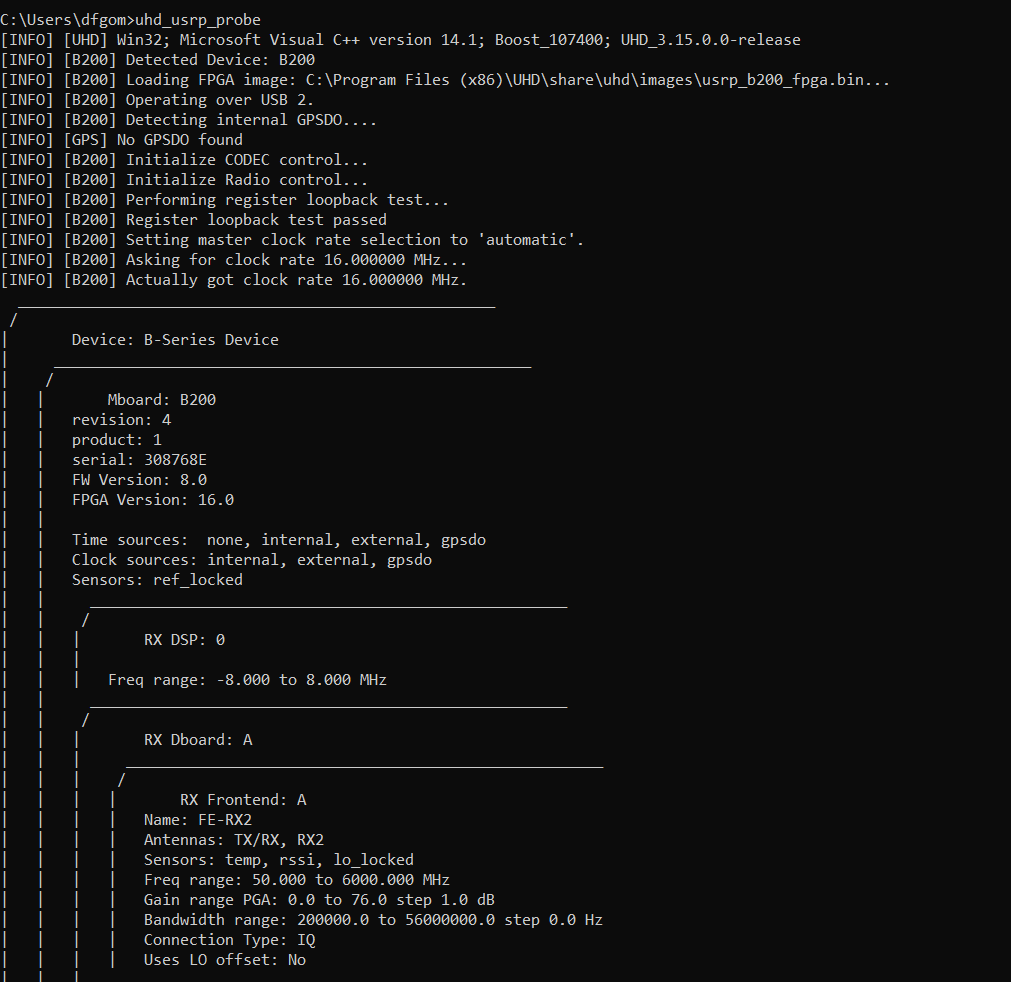 C:\Users\dfgom>uhd_usrp_probe
[INFO] [UHD] Win32; Microsoft Visual C++ version 14.1; Boost_107400; UHD_3.15.0.0-release
[INFO] [B200] Detected Device: B200
[INFO] [B200] Loading FPGA image: C:\Program Files (x86)\UHD\share\uhd\images\usrp_b200_fpga.bin...
[INFO] [B200] Operating over USB 2.
[INFO] [B200] Detecting internal GPSDO....
[INFO] [GPS] No GPSDO found
[INFO] [B200] Initialize CODEC control...
[INFO] [B200] Initialize Radio control...
[INFO] [B200] Performing register loopback test...
[INFO] [B200] Register loopback test passed
[INFO] [B200] Setting master clock rate selection to 'automatic'.
[INFO] [B200] Asking for clock rate 16.000000 MHz...
[INFO] [B200] Actually got clock rate 16.000000 MHz.
Device: B-Series Device
Mboard: B200
revision: 4
product: 1
serial: 308768E
FW Version: 8.0
FPGA Version: 16.0
Time sources:  none, internal, external, gpsdo
Clock sources: internal, external, gpsdo
Sensors: ref_locked
RX DSP: 0
Freq range: -8.000 to 8.000 MHz
RX Dboard: A
RX Frontend: A
Name: FE-RX2
Antennas: TX/RX, RX2
Sensors: temp, rssi, lo_locked
Freq range: 50.000 to 6000.000 MHz
Gain range PGA: 0.0 to 76.0 step 1.0 dB
Bandwidth range: 200000.0 to 56000000.0 step 0.0 Hz
Connection Type: IQ
Uses LO offset: No